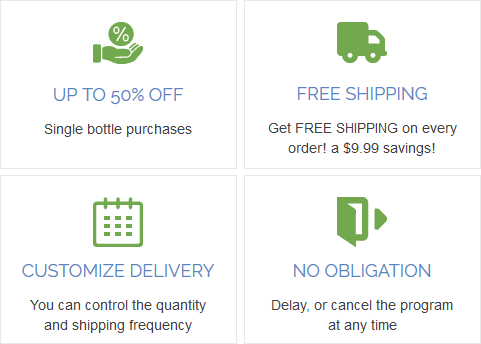 %
UP TO 50% OFF
Single bottle purchases
FREE SHIPPING
Get FREE SHIPPING on every
order! a $9.99 savings!
CUSTOMIZE DELIVERY
You can control the quantity
and shipping frequency
NO OBLIGATION
Delay, or cancel the program
at any time